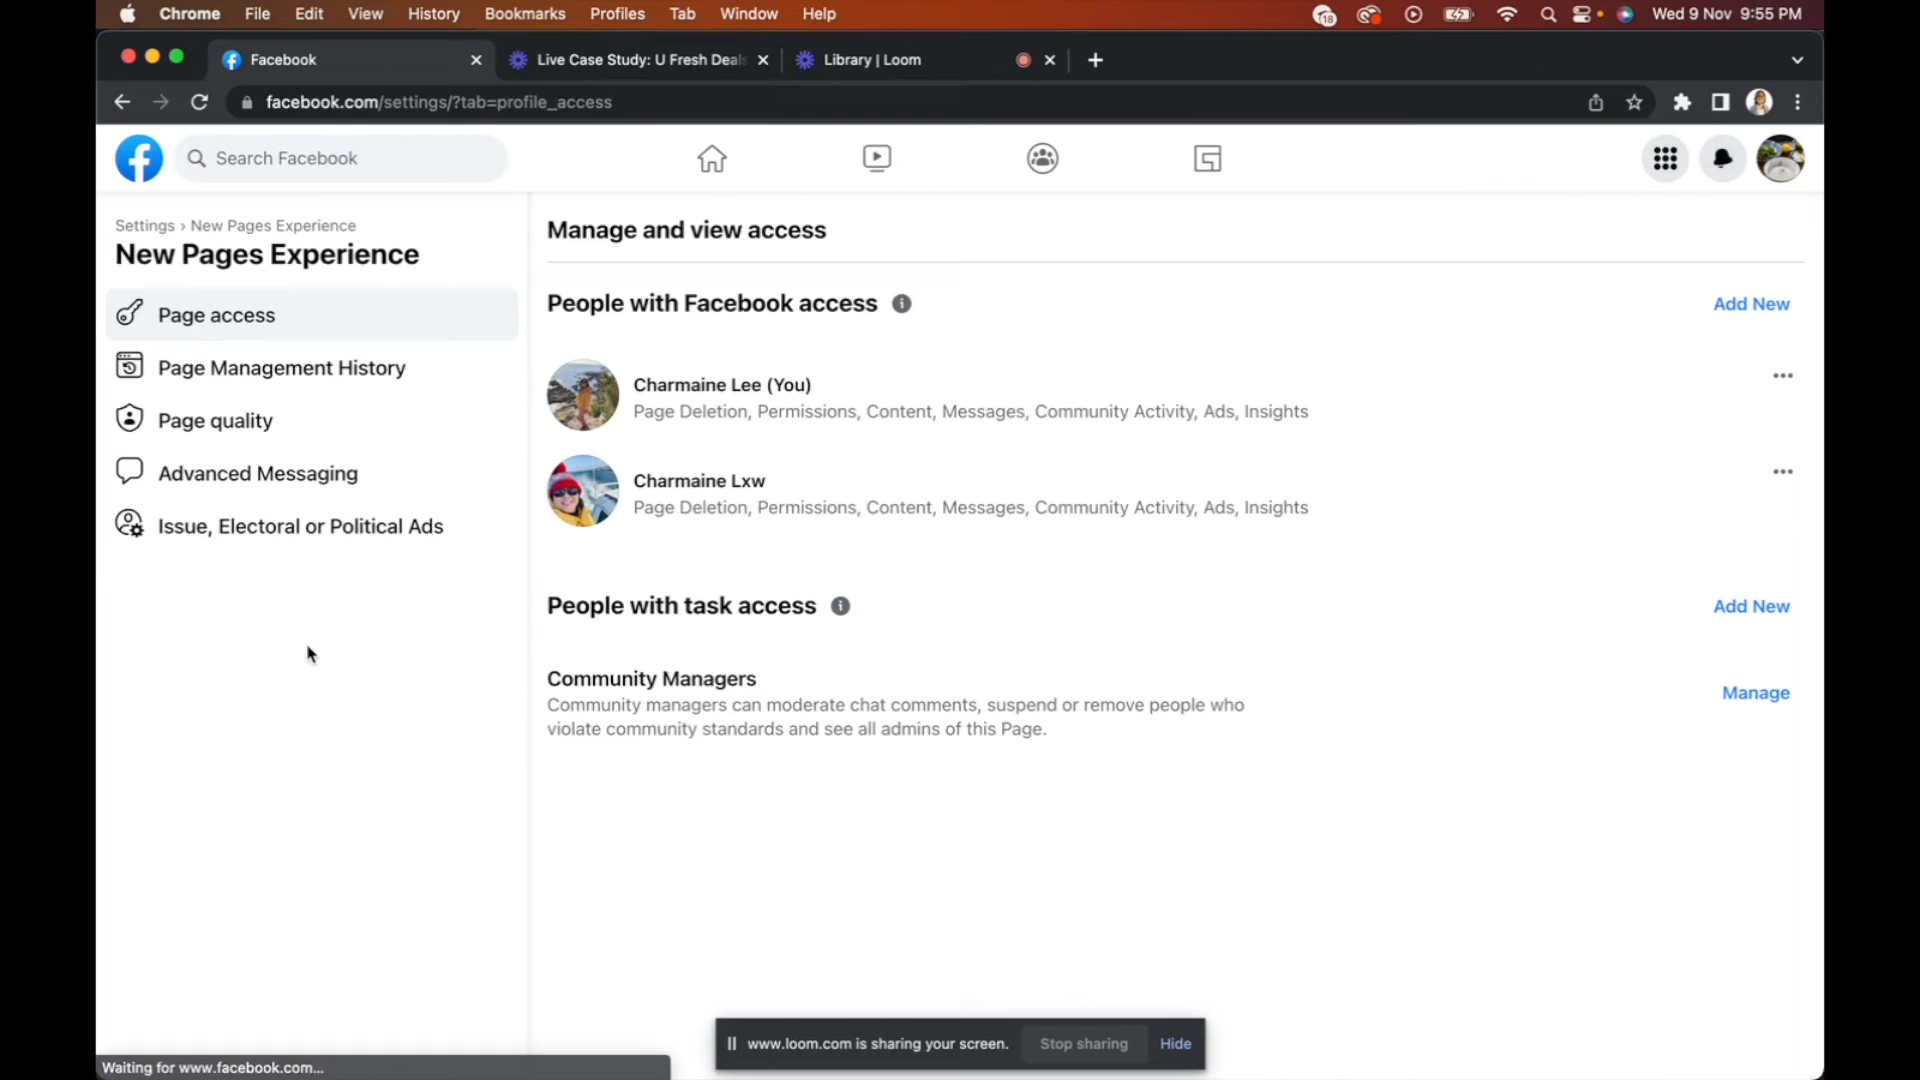 Chrome File Edit View History Bookmarks Profiles Tab Window Help 18 Wed 9 Nov 9:55 PM
Facebook Live Case Study: U Fresh Deals Library | Loom
facebook.com/settings/?tab=profile_access
Search Facebook
Settings › New Pages Experience
New Pages Experience
Page access
Page Management History
Page quality
Advanced Messaging
Issue, Electoral or Political Ads
Manage and view access
People with Facebook access Add New
Charmaine Lee (You)
Page Deletion, Permissions, Content, Messages, Community Activity, Ads, Insights
Charmaine Lxw
Page Deletion, Permissions, Content, Messages, Community Activity, Ads, Insights
People with task access Add New
Community Managers
Community managers can moderate chat comments, suspend or remove people who
violate community standards and see all admins of this Page.
Manage
www.loom.com is sharing your screen. Stop sharing Hide
Waiting for www.facebook.com...